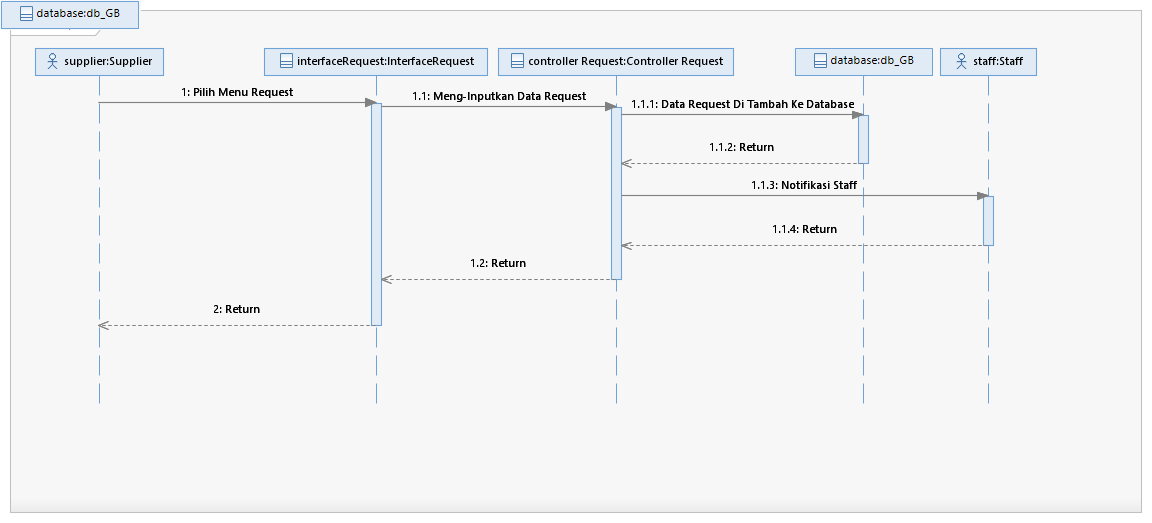 database:db_GB
supplier:Supplier
interfaceRequest:InterfaceRequest
controller Request:Controller Request
database:db_GB
staff:Staff
1: Pilih Menu Request
1.1: Meng-Inputkan Data Request
1.1.1: Data Request Di Tambah Ke Database
1.1.2: Return
1.1.3: Notifikasi Staff
1.1.4: Return
1.2: Return
2: Return